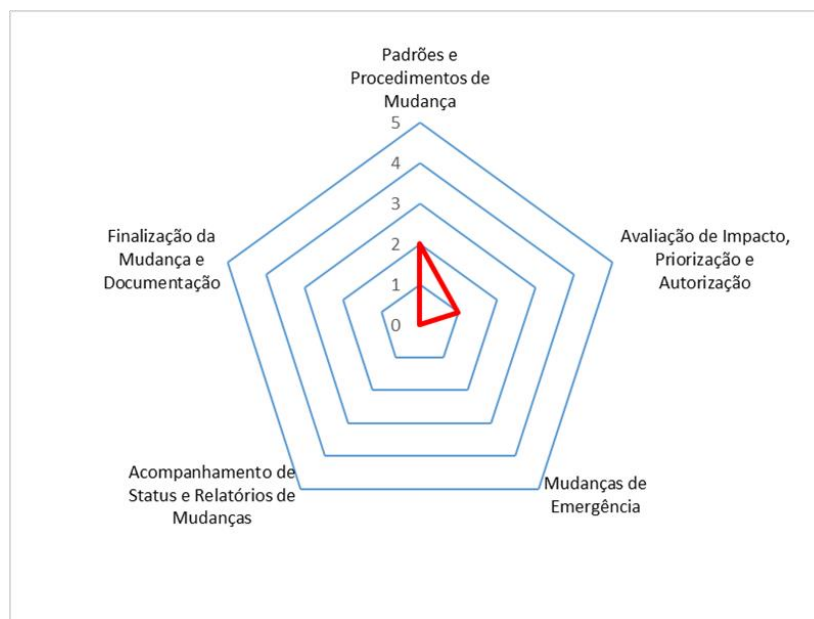 Padrões e
Procedimentos de
Mudança
5
4
3
2
1
0
Avaliação de Impacto,
Priorização e
Autorização
Mudanças de
Emergência
Acompanhamento de
Status e Relatórios de
Mudanças
Finalização da
Mudança e
Documentação